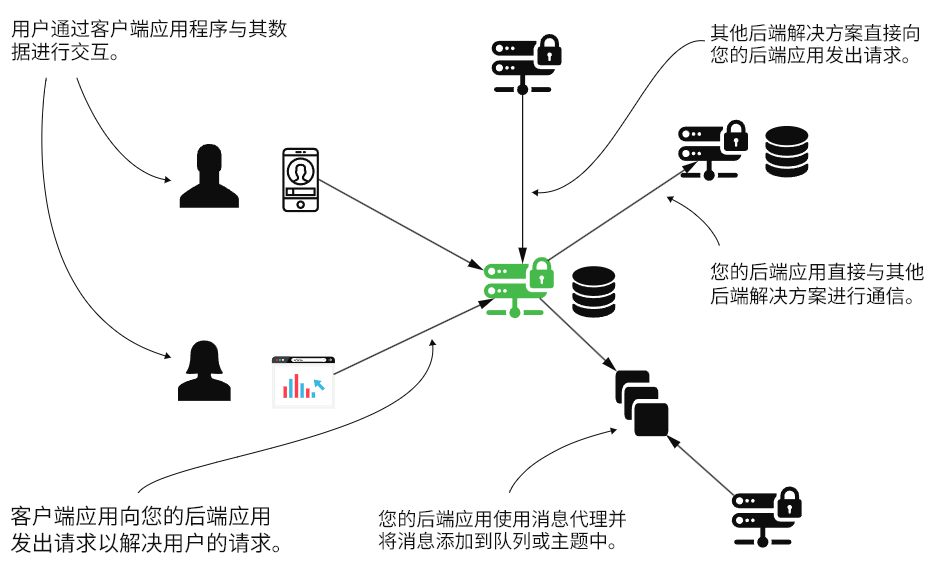 用户通过客户端应用程序与其数
据进行交互。
其他后端解决方案直接向
您的后端应用发出请求。
您的后端应用直接与其他
后端解决方案进行通信。
客户端应用向您的后端应用
发出请求以解决用户的请求。
您的后端应用使用消息代理并
将消息添加到队列或主题中。